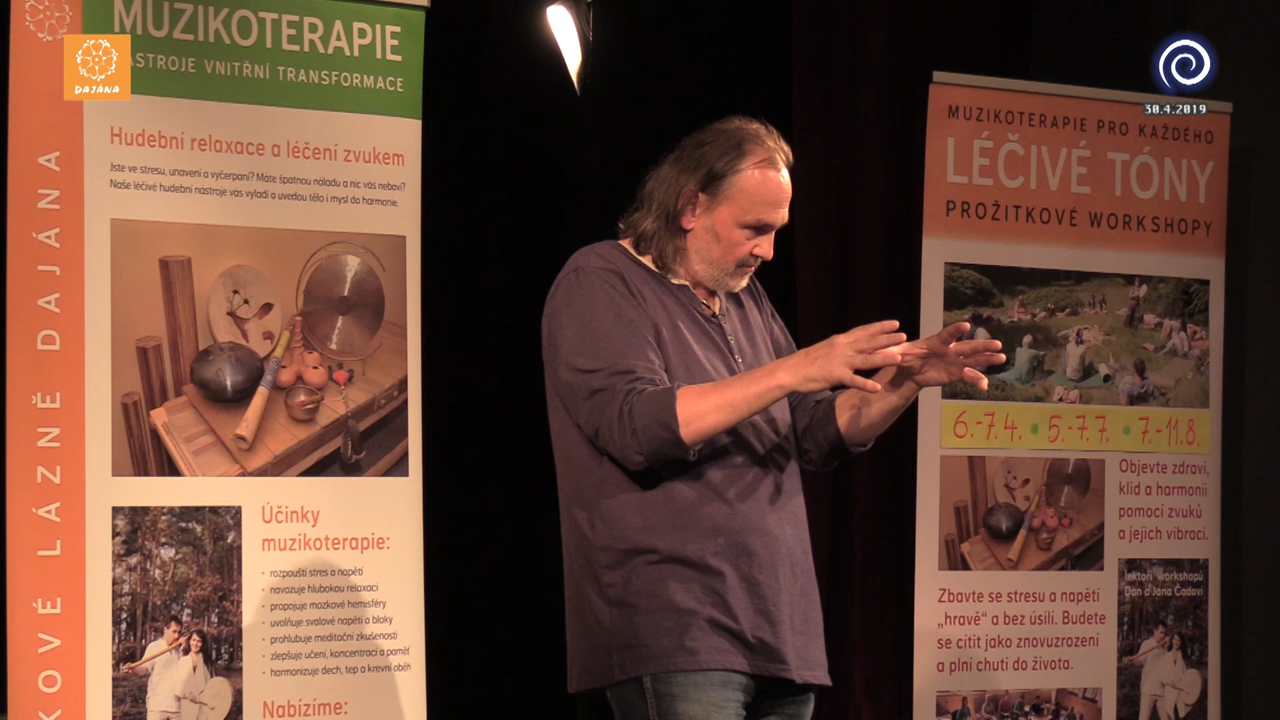 MUZIKOTERAPIE
ÁSTROJE VNITŘNÍ TRANSFORMACE
DAJÁNA
Hudební relaxace a léčení zvukem
Jste ve stresu, unaveni a vyčerpaní? Máte špatnou náladu a nic vás nebaví?
Naše léčivé hudební nástroje vás vyladí a uvedou tělo i mysl do harmonie.
KOVÉ LÁZNĚ DAJÁNA
Účinky
muzikoterapie:
• rozpouští stres a napětí
• navozuje hlubokou relaxaci
• propojuje mozkové hemisféry
• uvolňuje svalové napětí a bloky
• prohlubuje meditační zkušenosti
• zlepšuje učení, koncentraci a paměť
• harmonizuje dech, tep a krevní oběh
Nabízíme:
30.4.2019
MUZIKOTERAPIE PRO KAŽDÉHO
LÉČIVÉ TÓNY
PROŽITKOVÉ WORKSHOPY
6.-7.4. • 5.-7.7. • 7.-11.8.
Objevte zdraví,
klid a harmonii
pomocí zvuků
a jejich vibrací.
lektoři workshopů
Dan a Jana Čadovi
Zbavte se stresu a napětí
„hravě“ a bez úsilí. Budete
se cítit jako znovuzrození
a plní chuti do života.